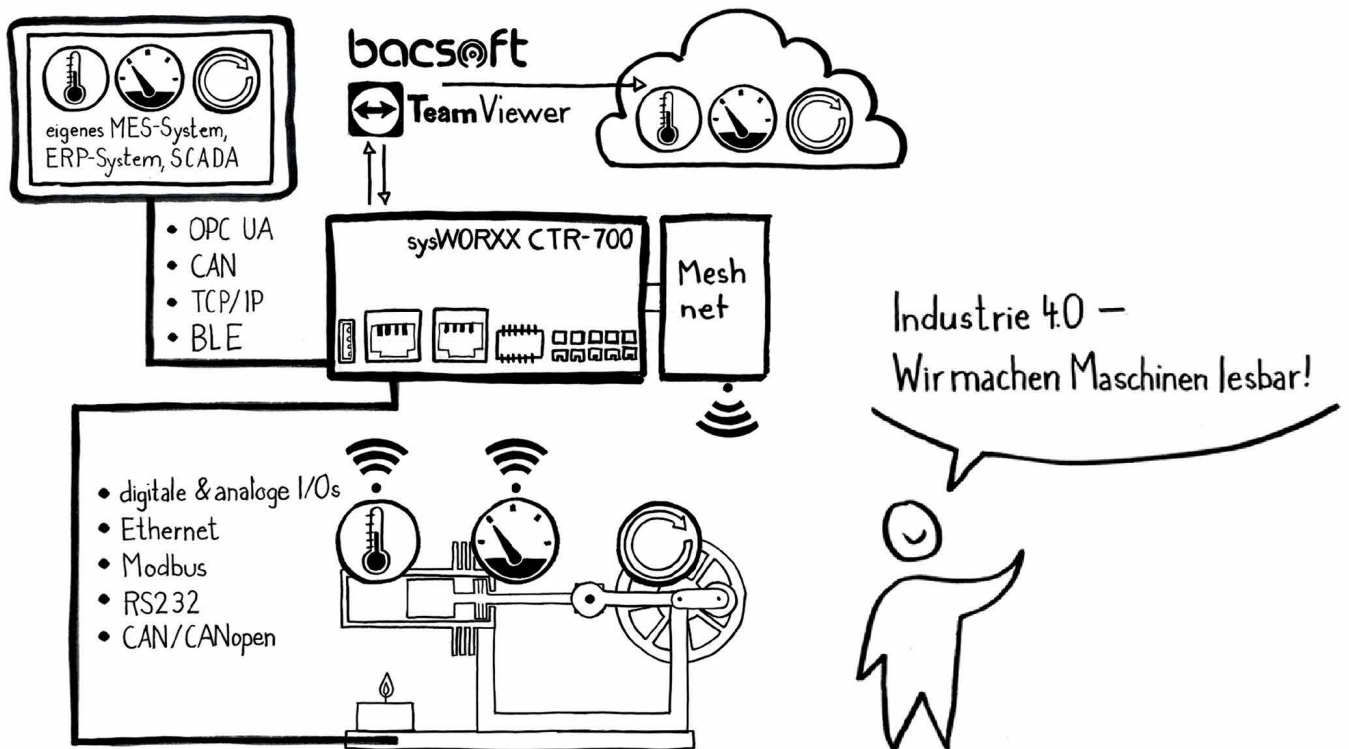 eigenes MES-System,
ERP-System, SCADA
bacsoft
TeamViewer
• OPC UA
• CAN
• TCP/IP
• BLE
sysWORXX CTR-700
Mesh
net
Industrie 4.0 –
Wir machen Maschinen lesbar!
• digitale & analoge I/Os
• Ethernet
• Modbus
• RS232
• CAN/CANopen